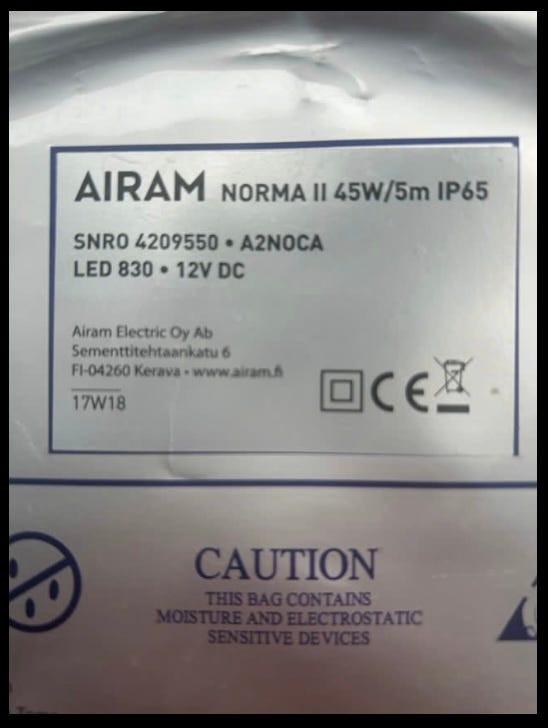 AIRAM NORMA II 45W/5m IP65
SNRO 4209550 • A2NOCA
LED 830 • 12V DC
Airam Electric Oy Ab
Sementtitehtaankatu 6
FI-04260 Kerava • www.airam.fi
17W18
CE
CAUTION
THIS BAG CONTAINS
MOISTURE AND ELECTROSTATIC
SENSITIVE DEVICES